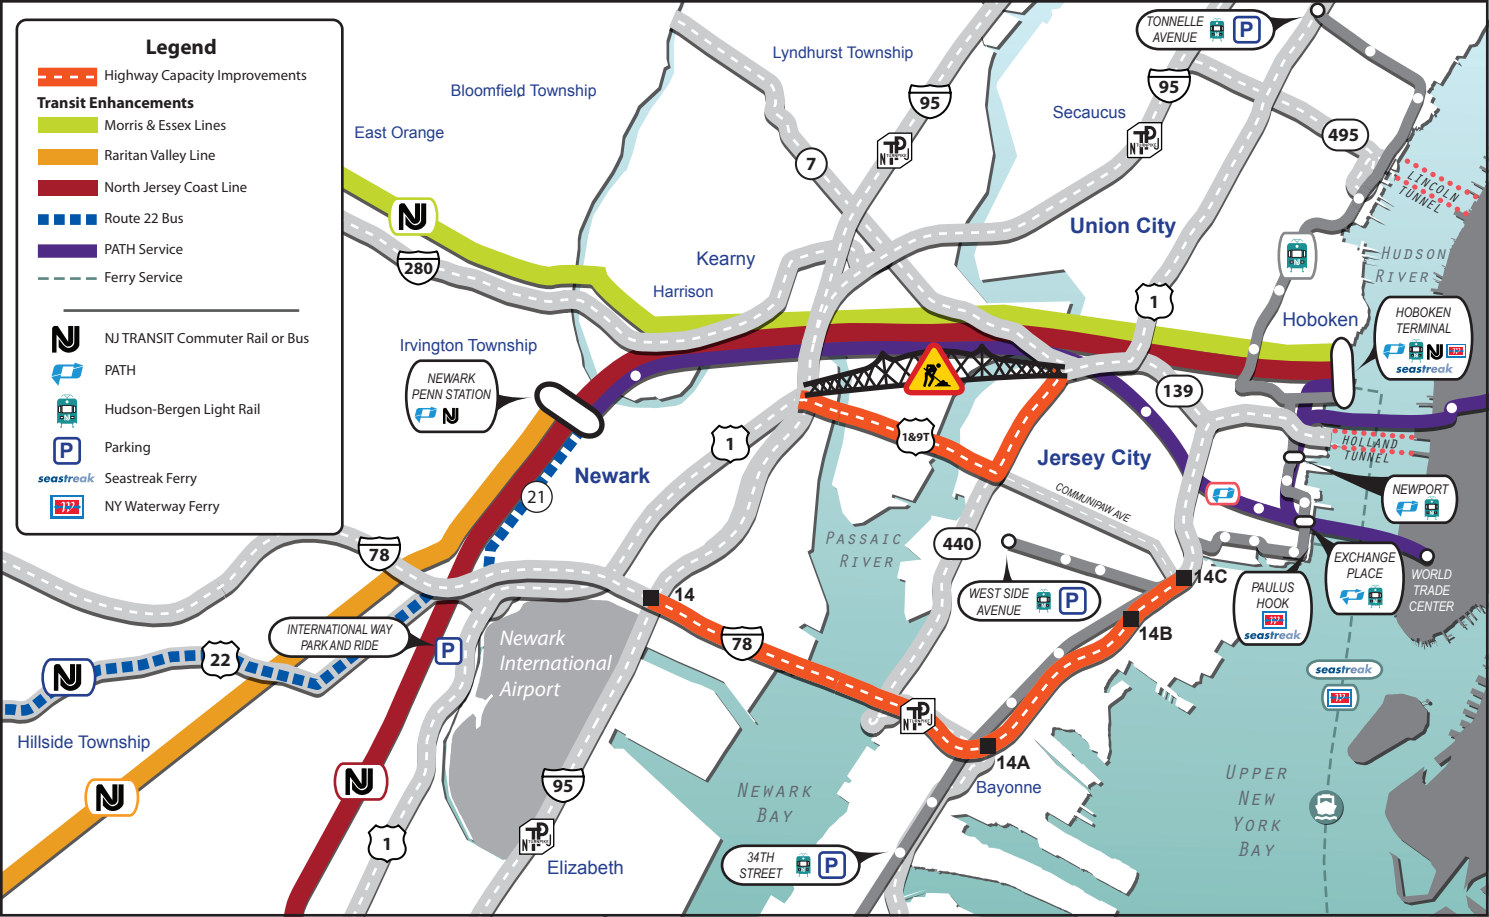 Legend
Highway Capacity Improvements
Transit Enhancements
Morris & Essex Lines
Raritan Valley Line
North Jersey Coast Line
Route 22 Bus
PATH Service
Ferry Service
NJ TRANSIT Commuter Rail or Bus
PATH
Hudson-Bergen Light Rail
P
Parking
seastreak
Seastreak Ferry
NY Waterway Ferry
TONNELLE
AVENUE
P
Lyndhurst Township
Bloomfield Township
East Orange
95
95
Secaucus
495
7
LINCOLN
TUNNEL
Union City
HUDSON
RIVER
280
Kearny
Harrison
1
Hoboken
HOBOKEN
TERMINAL
seastreak
Irvington Township
NEWARK
PENN STATION
139
1&9T
1
HOLLAND
TUNNEL
Jersey City
Newark
21
COMMUNIPAW AVE
NEWPORT
PASSAIC
RIVER
440
78
EXCHANGE
PLACE
WORLD
TRADE
CENTER
WEST SIDE
AVENUE
P
PAULUS
HOOK
seastreak
14C
14
14B
INTERNATIONAL WAY
PARK AND RIDE
P
Newark
International
Airport
78
22
seastreak
Hillside Township
14A
Bayonne
95
NEWARK
BAY
UPPER
NEW
YORK
BAY
1
Elizabeth
34TH
STREET
P